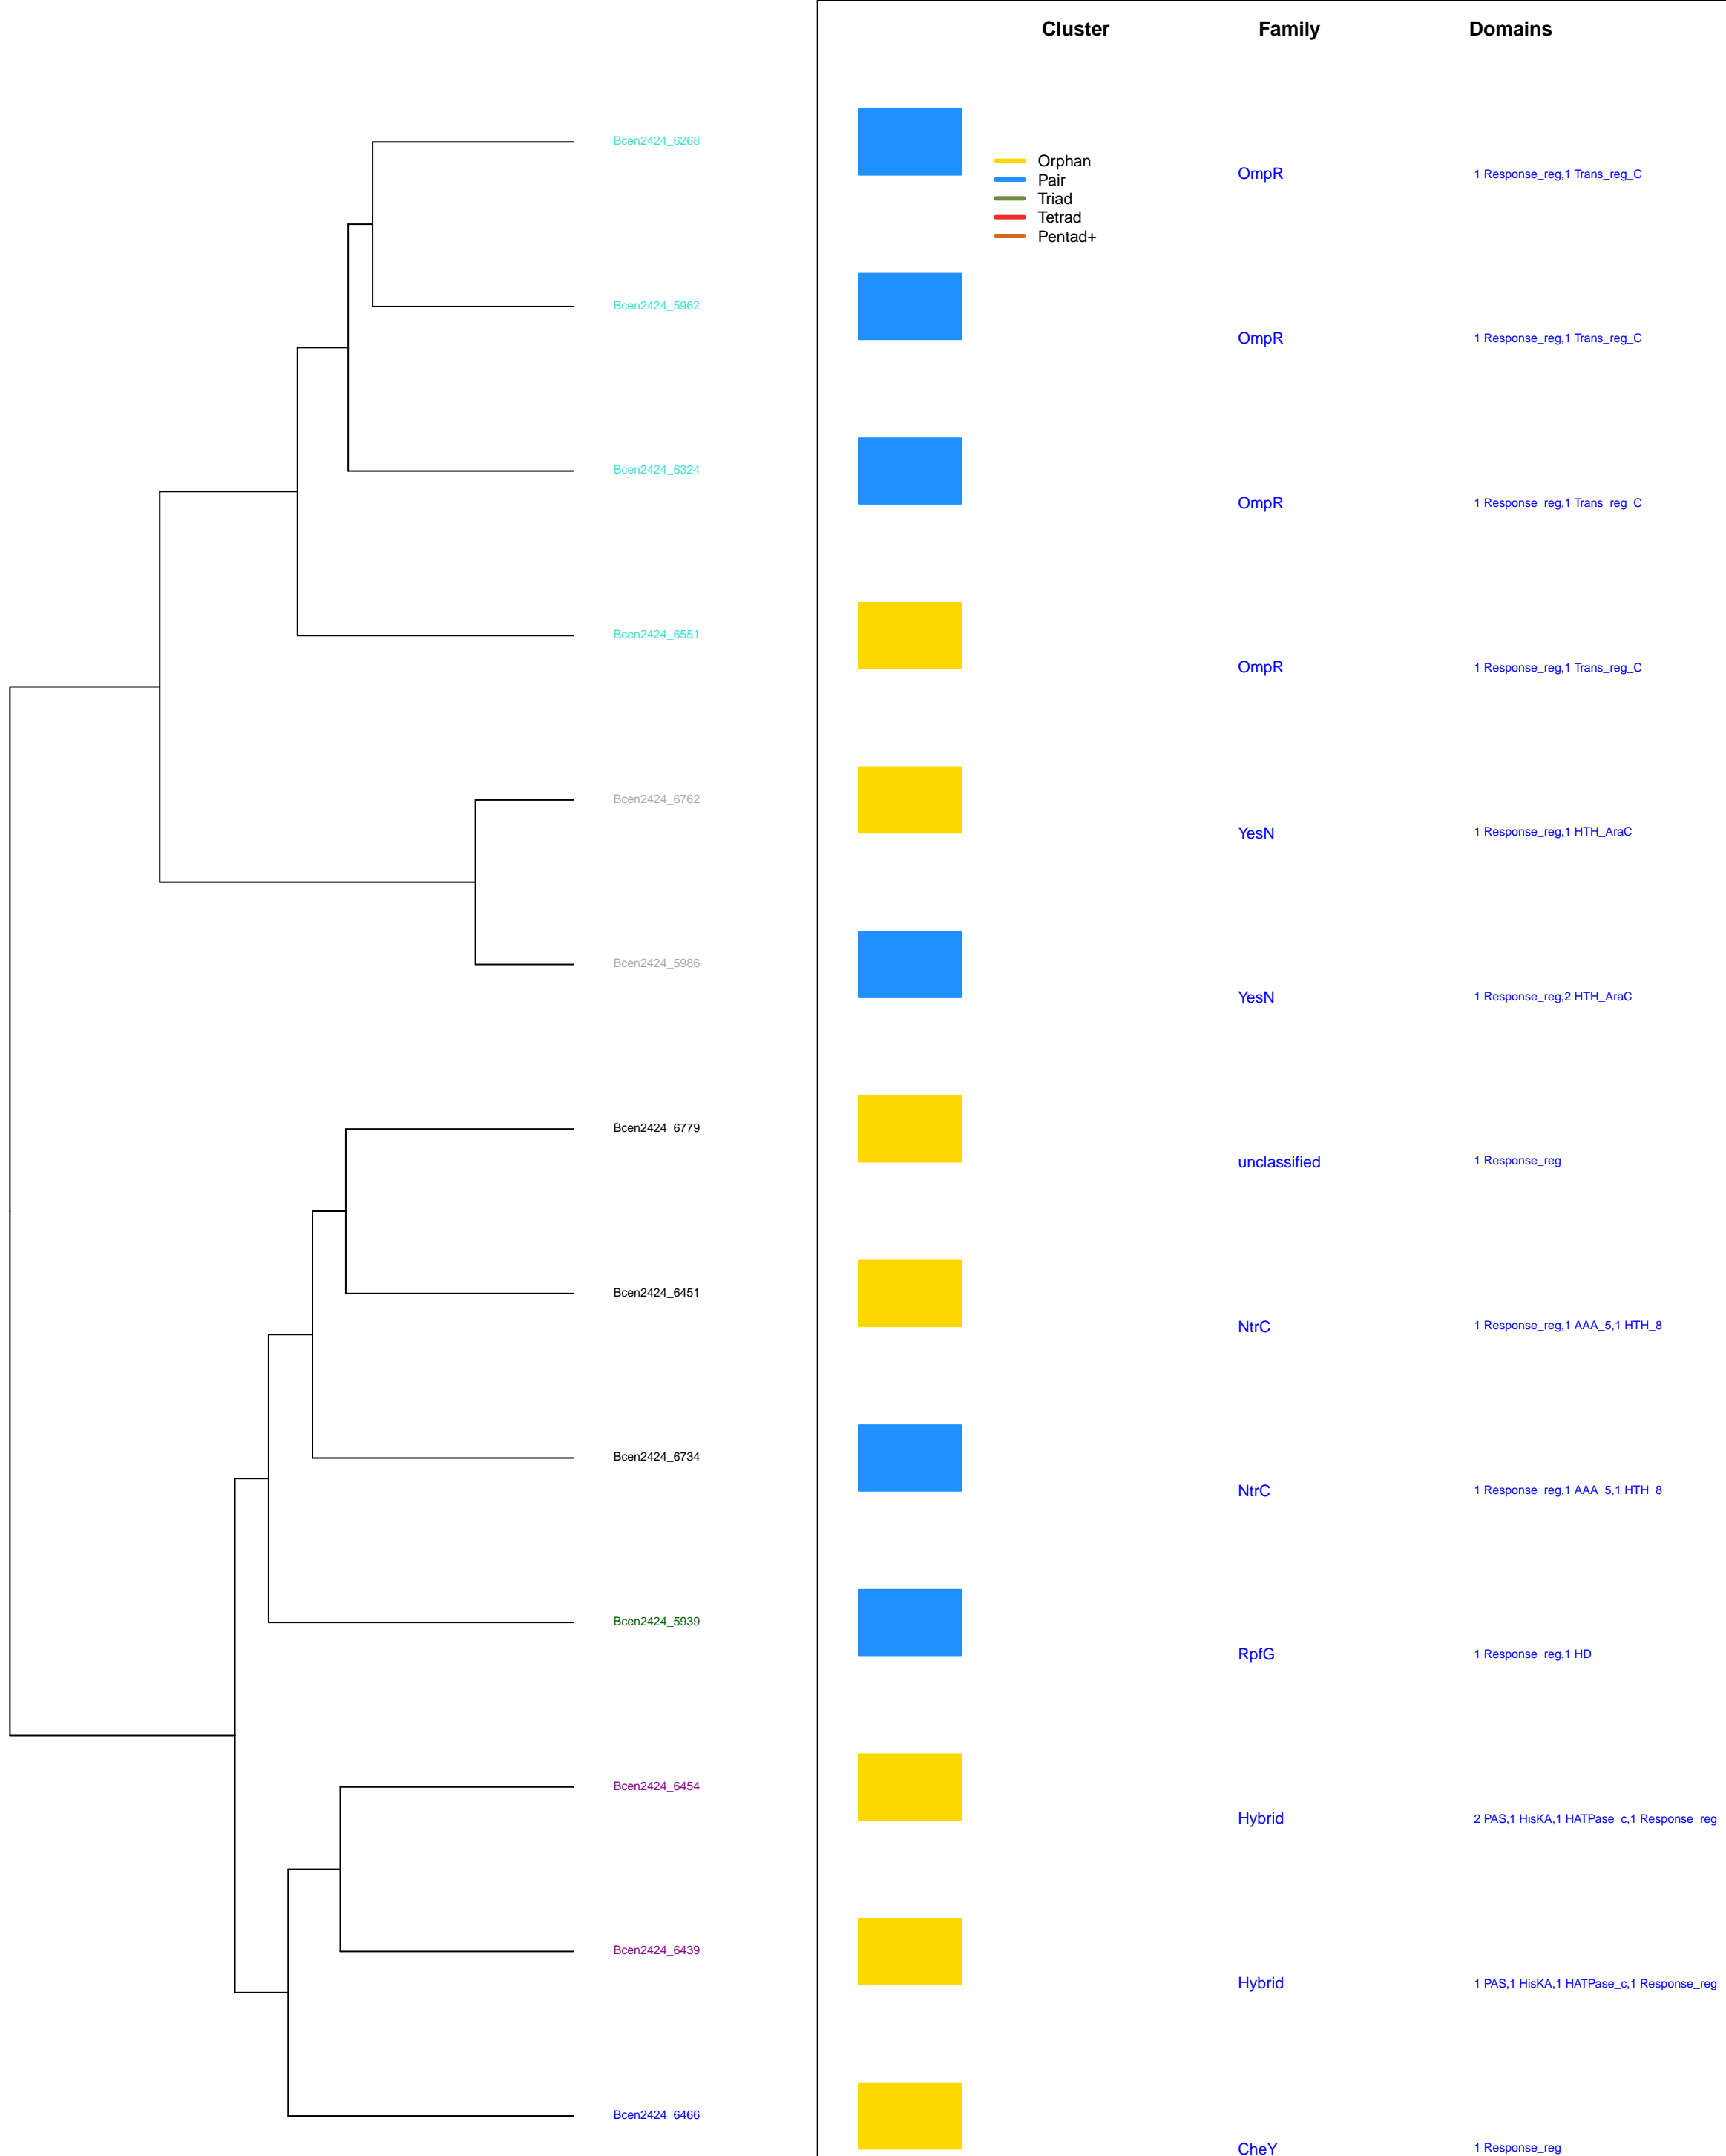 Cluster Family Domains
Bcen2424_6268
Orphan
Pair
Triad
Tetrad
Pentad+
OmpR 1 Response_reg,1 Trans_reg_C
Bcen2424_5962
OmpR 1 Response_reg,1 Trans_reg_C
Bcen2424_6324
OmpR 1 Response_reg,1 Trans_reg_C
Bcen2424_6551
OmpR 1 Response_reg,1 Trans_reg_C
Bcen2424_6762
YesN 1 Response_reg,1 HTH_AraC
Bcen2424_5986
YesN 1 Response_reg,2 HTH_AraC
Bcen2424_6779
unclassified 1 Response_reg
Bcen2424_6451
NtrC 1 Response_reg,1 AAA_5,1 HTH_8
Bcen2424_6734
NtrC 1 Response_reg,1 AAA_5,1 HTH_8
Bcen2424_5939
RpfG 1 Response_reg,1 HD
Bcen2424_6454
Hybrid 2 PAS,1 HisKA,1 HATPase_c,1 Response_reg
Bcen2424_6439
Hybrid 1 PAS,1 HisKA,1 HATPase_c,1 Response_reg
Bcen2424_6466
CheY 1 Response_reg